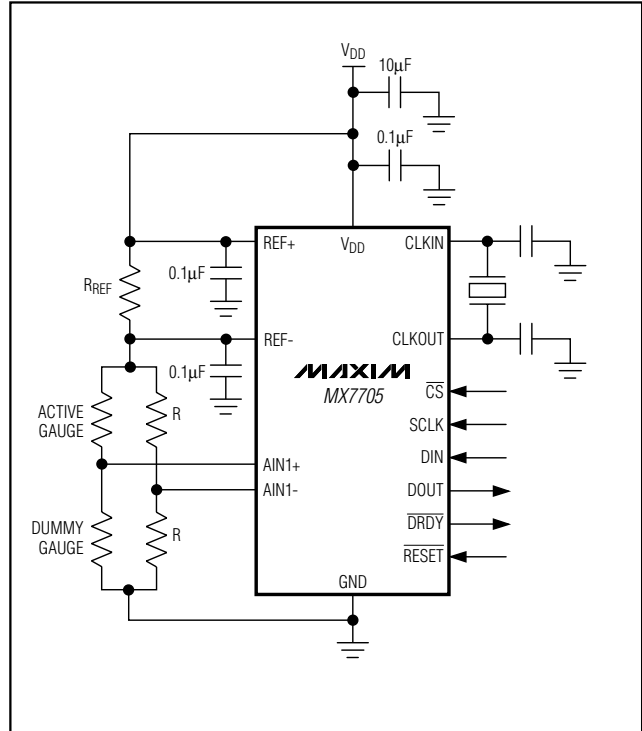 VDD
10µF
0.1µF
REF+
VDD
CLKIN
0.1µF
RREF
REF-
CLKOUT
0.1µF
MAXIM
MX7705
CS
ACTIVE
GAUGE
R
SCLK
DIN
AIN1+
DOUT
AIN1-
DUMMY
GAUGE
R
DRDY
RESET
GND